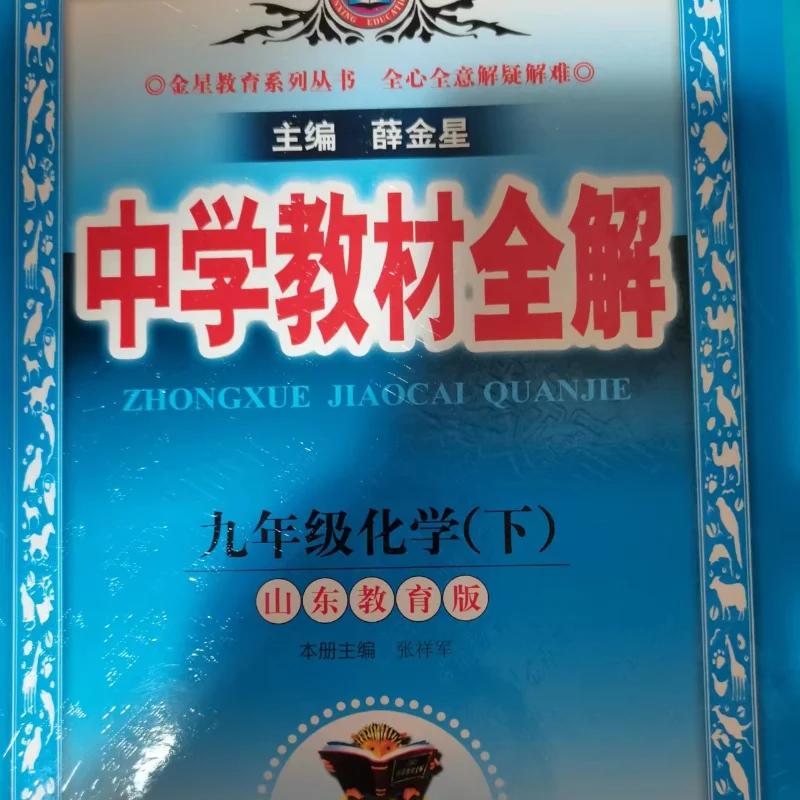 XING EDUCATION
◎金星教育系列丛书 全心全意解疑解难◎
主编 薛金星
中学教材全解
ZHONGXUE JIAOCAI QUANJIE
九年级化学(下)
山东教育版
本册主编 张祥军